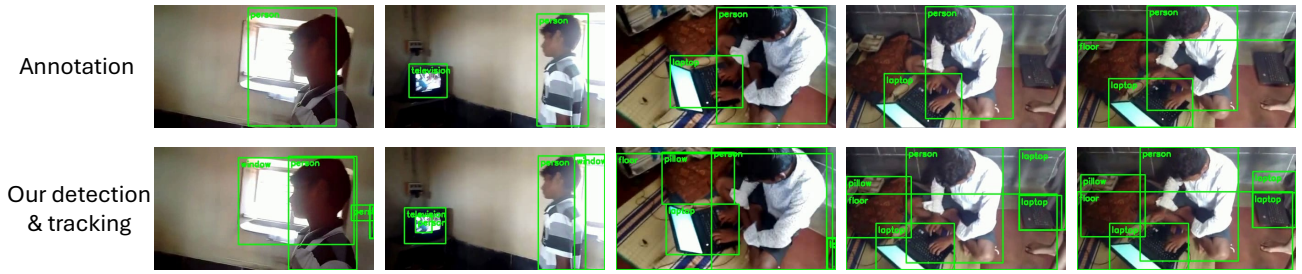 Annotation
person
television
person
laptop
person
person
laptop
floor
person
laptop
Our detection
& tracking
window
person
television
person
window
floor
pillow
person
laptop
pillow
floor
person
laptop
laptop
laptop
pillow
floor
person
laptop
laptop